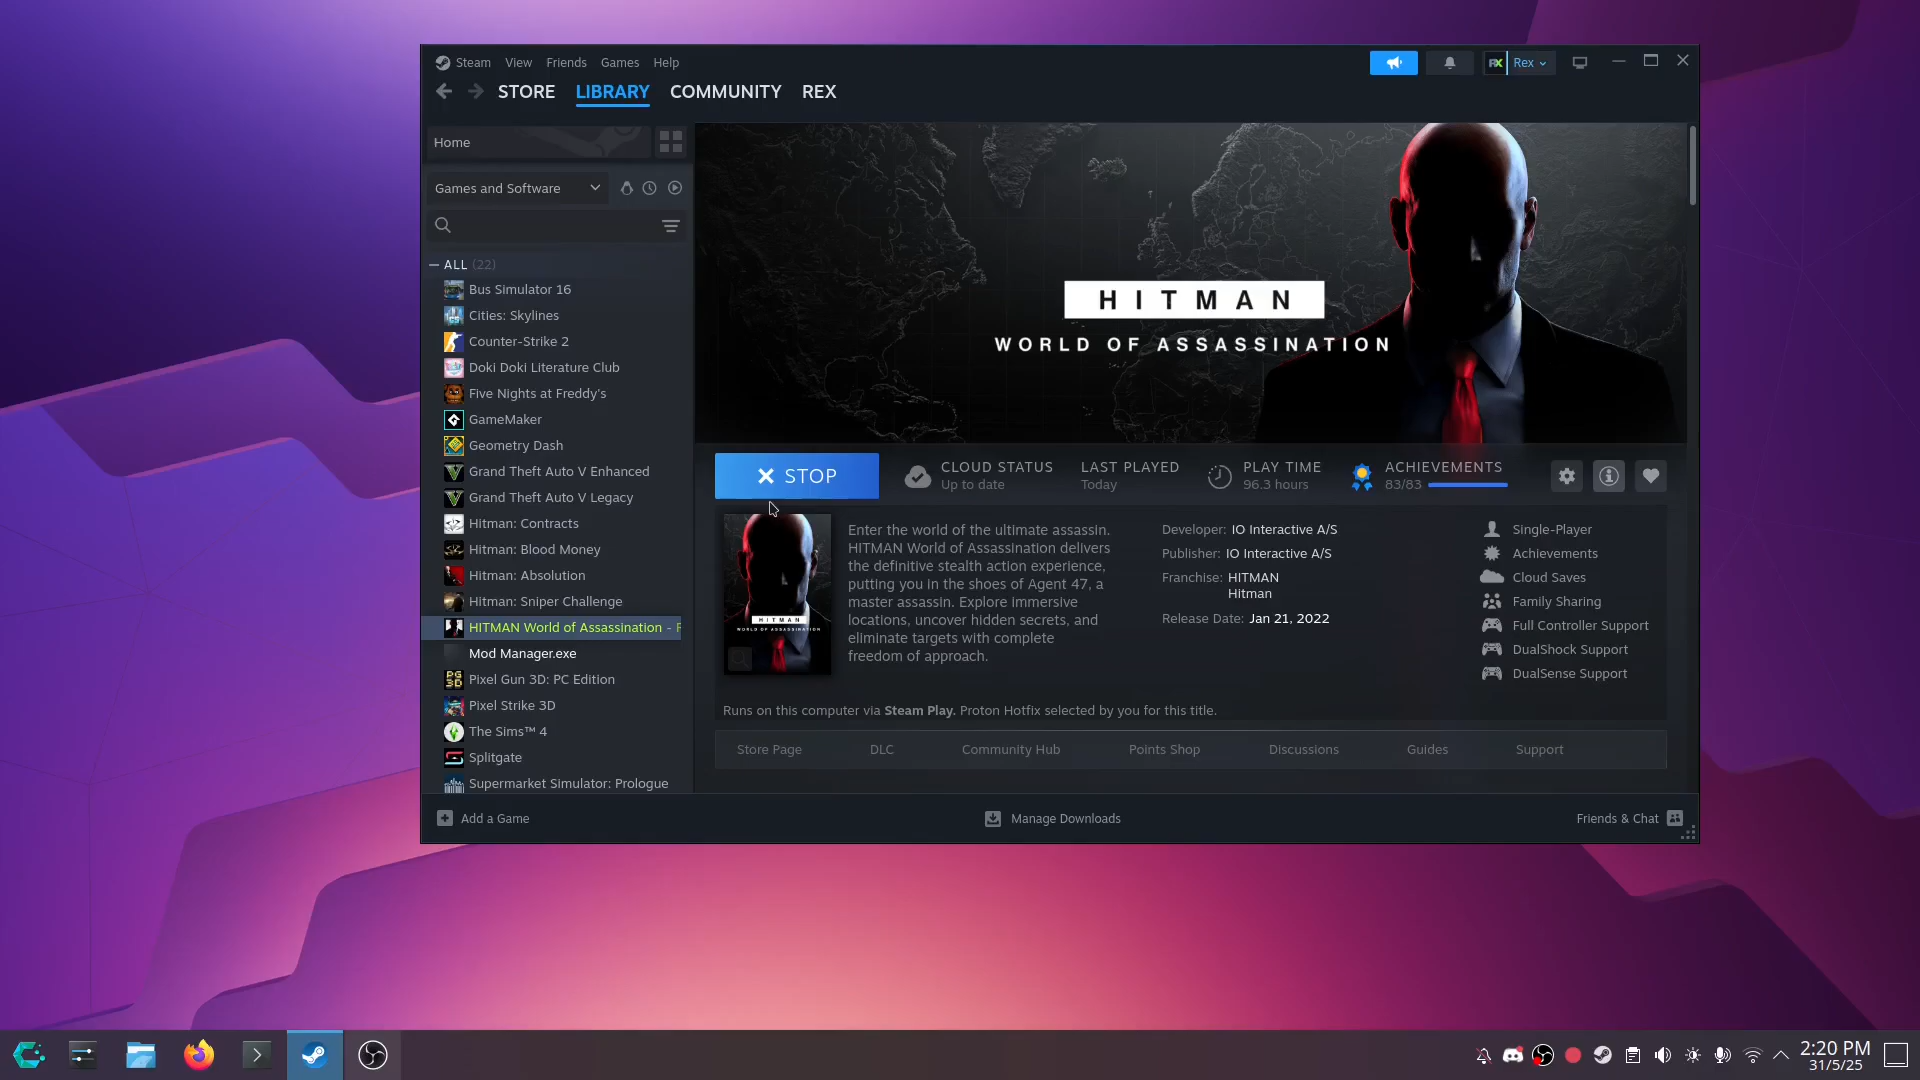 Steam View Friends Games Help
Rex
STORE LIBRARY COMMUNITY REX
Home
Games and Software
ALL (22)
Bus Simulator 16
Cities: Skylines
Counter-Strike 2
Doki Doki Literature Club
Five Nights at Freddy's
GameMaker
Geometry Dash
Grand Theft Auto V Enhanced
Grand Theft Auto V Legacy
Hitman: Contracts
Hitman: Blood Money
Hitman: Absolution
Hitman: Sniper Challenge
HITMAN World of Assassination -
Mod Manager.exe
Pixel Gun 3D: PC Edition
Pixel Strike 3D
The Sims™ 4
Splitgate
Supermarket Simulator: Prologue
HITMAN
WORLD OF ASSASSINATION
STOP
CLOUD STATUS
Up to date
LAST PLAYED
Today
PLAY TIME
96.3 hours
ACHIEVEMENTS
83/83
HITMAN
WORLD OF ASSASSINATION
Enter the world of the ultimate assassin.
HITMAN World of Assassination delivers
the definitive stealth action experience,
putting you in the shoes of Agent 47, a
master assassin. Explore immersive
locations, uncover hidden secrets, and
eliminate targets with complete
freedom of approach.
Developer: IO Interactive A/S
Publisher: IO Interactive A/S
Franchise: HITMAN
Hitman
Release Date: Jan 21, 2022
Single-Player
Achievements
Cloud Saves
Family Sharing
Full Controller Support
DualShock Support
DualSense Support
Runs on this computer via Steam Play. Proton Hotfix selected by you for this title.
Store Page DLC Community Hub Points Shop Discussions Guides Support
Add a Game Manage Downloads Friends & Chat
2:20 PM
31/5/25